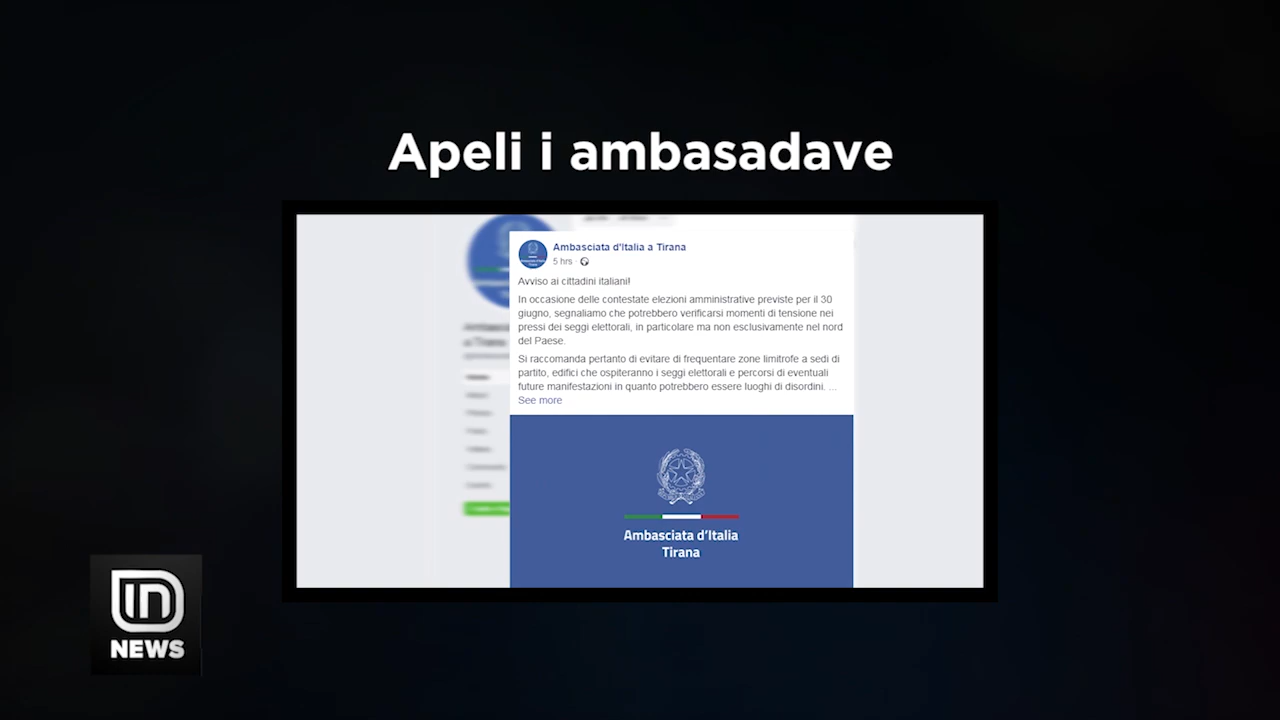 Apeli i ambasadave
Ambasciata d'Italia a Tirana
5 hrs ·
Avviso ai cittadini italiani!
In occasione delle contestate elezioni amministrative previste per il 30
giugno, segnaliamo che potrebbero verificarsi momenti di tensione nei
pressi dei seggi elettorali, in particolare ma non esclusivamente nel nord
del Paese.
Si raccomanda pertanto di evitare di frequentare zone limitrofe a sedi di
partito, edifici che ospiteranno i seggi elettorali e percorsi di eventuali
future manifestazioni in quanto potrebbero essere luoghi di disordini. ...
See more
Ambasciata d'Italia
Tirana
IN
NEWS